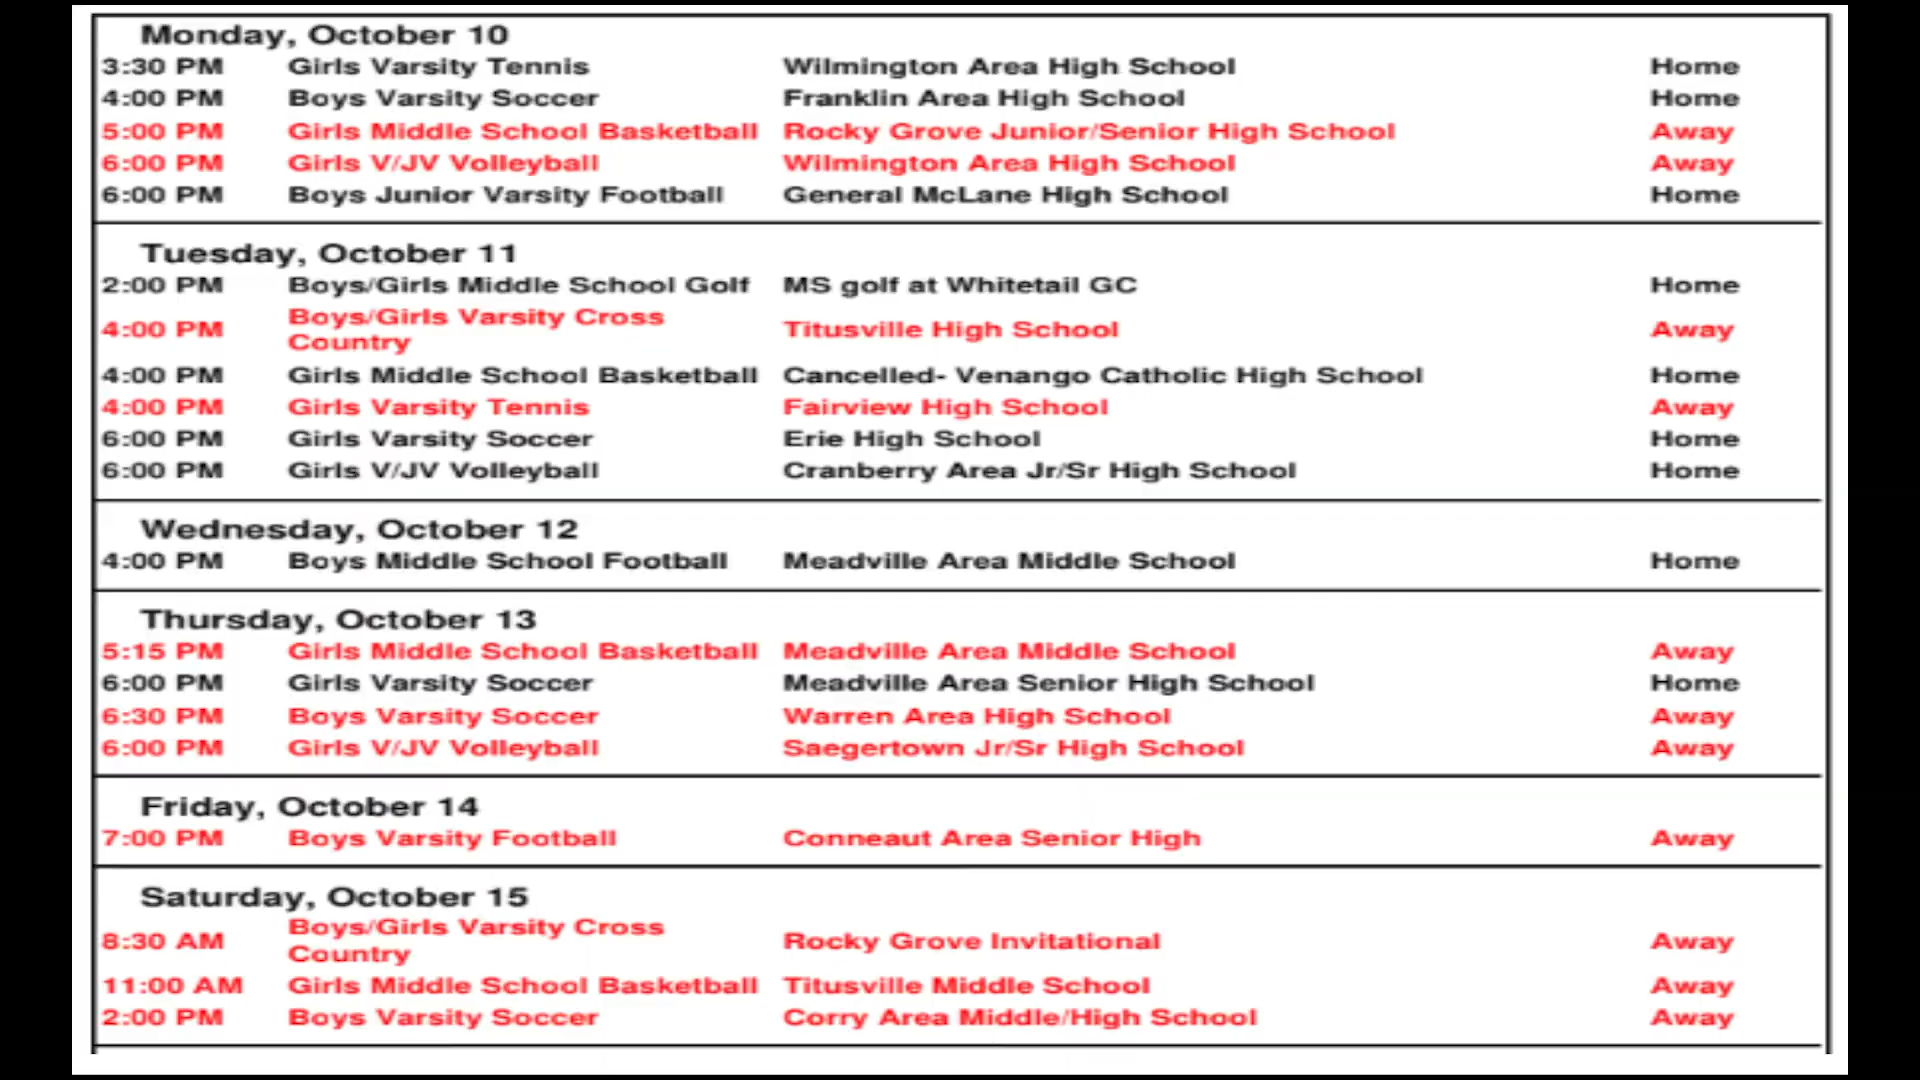 Monday, October 10
3:30 PM Girls Varsity Tennis Wilmington Area High School Home
4:00 PM Boys Varsity Soccer Franklin Area High School Home
5:00 PM Girls Middle School Basketball Rocky Grove Junior/Senior High School Away
6:00 PM Girls V/JV Volleyball Wilmington Area High School Away
6:00 PM Boys Junior Varsity Football General McLane High School Home
Tuesday, October 11
2:00 PM Boys/Girls Middle School Golf MS golf at Whitetail GC Home
4:00 PM Boys/Girls Varsity Cross Country Titusville High School Away
4:00 PM Girls Middle School Basketball Cancelled- Venango Catholic High School Home
4:00 PM Girls Varsity Tennis Fairview High School Away
6:00 PM Girls Varsity Soccer Erie High School Home
6:00 PM Girls V/JV Volleyball Cranberry Area Jr/Sr High School Home
Wednesday, October 12
4:00 PM Boys Middle School Football Meadville Area Middle School Home
Thursday, October 13
5:15 PM Girls Middle School Basketball Meadville Area Middle School Away
6:00 PM Girls Varsity Soccer Meadville Area Senior High School Home
6:30 PM Boys Varsity Soccer Warren Area High School Away
6:00 PM Girls V/JV Volleyball Saegertown Jr/Sr High School Away
Friday, October 14
7:00 PM Boys Varsity Football Conneaut Area Senior High Away
Saturday, October 15
8:30 AM Boys/Girls Varsity Cross Country Rocky Grove Invitational Away
11:00 AM Girls Middle School Basketball Titusville Middle School Away
2:00 PM Boys Varsity Soccer Corry Area Middle/High School Away